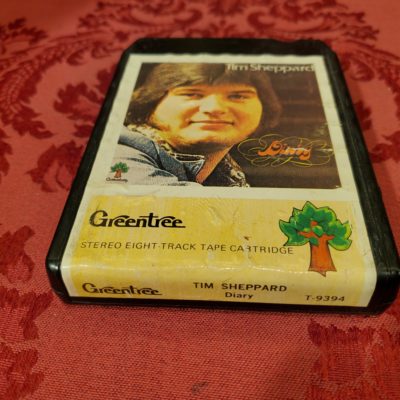 Tim Sheppard
Diary
Greentree
STEREO EIGHT-TRACK TAPE CARTRIDGE
Greentree
TIM SHEPPARD
Diary
T-9394